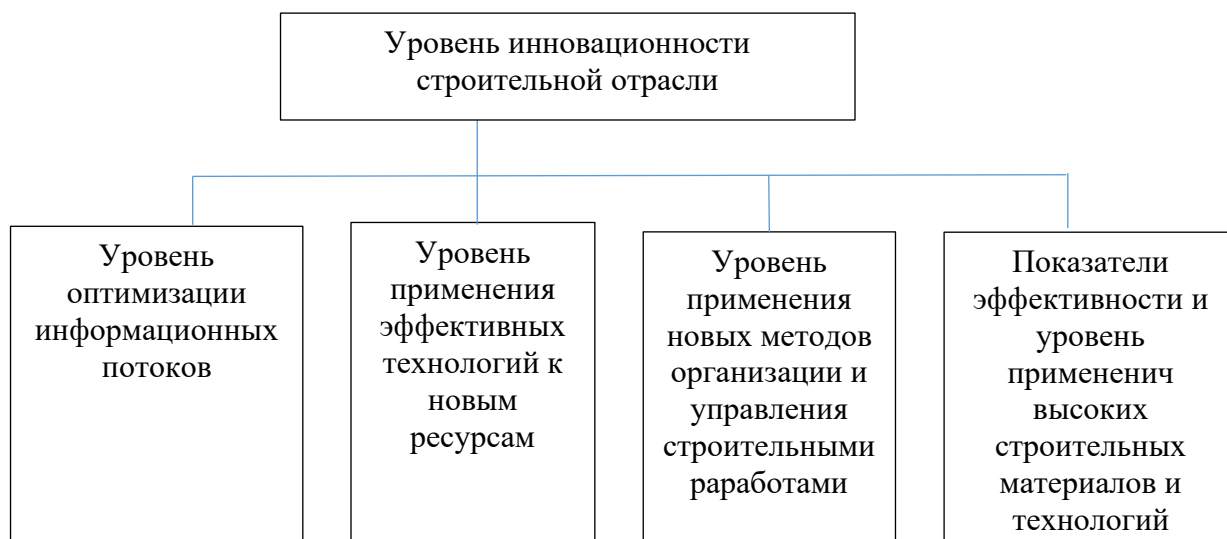 Уровень инновационности
строительной отрасли
Уровень
оптимизации
информационных
потоков
Уровень
применения
эффективных
технологий к
новым
ресурсам
Уровень
применения
новых методов
организации и
управления
строительными
раработами
Показатели
эффективности и
уровень
применении
высоких
строительных
материалов и
технологий